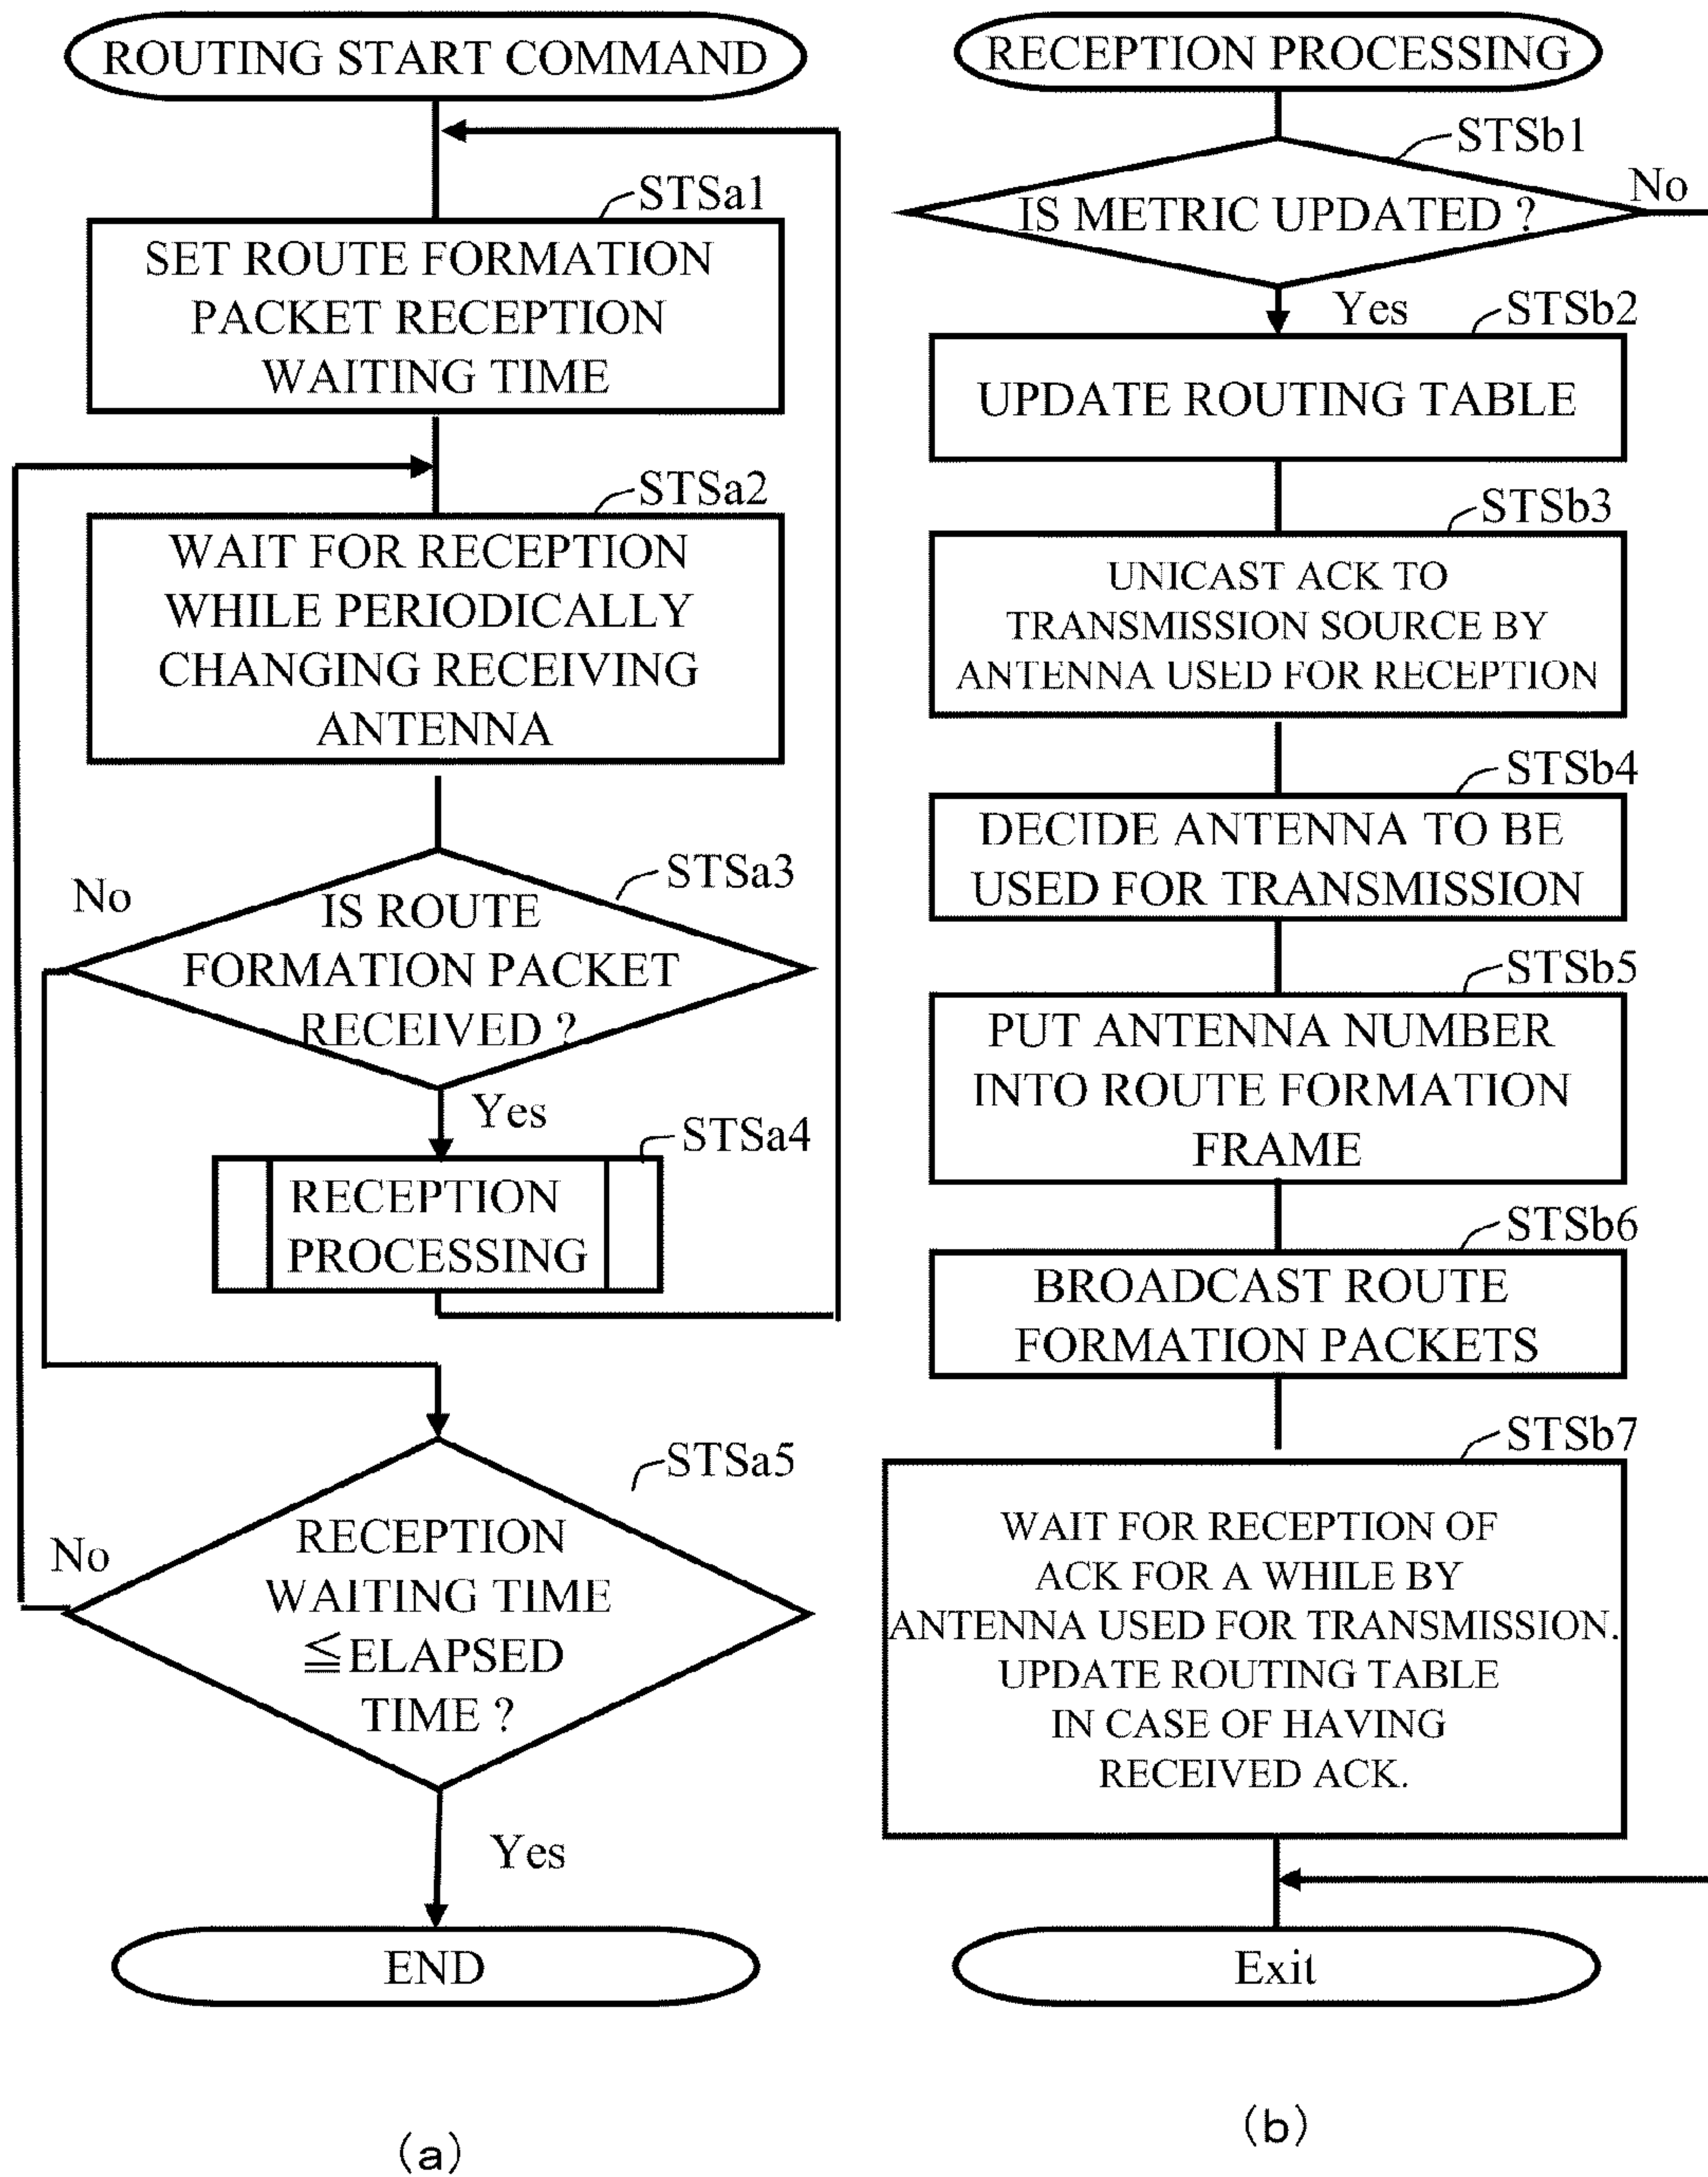 ROUTING START COMMAND
STSa1
SET ROUTE FORMATION
PACKET RECEPTION
WAITING TIME
STSa2
WAIT FOR RECEPTION
WHILE PERIODICALLY
CHANGING RECEIVING
ANTENNA
STSa3
No
IS ROUTE
FORMATION PACKET
RECEIVED ?
Yes
STSa4
RECEPTION
PROCESSING
STSa5
No
RECEPTION
WAITING TIME
≦ELAPSED
TIME ?
Yes
END
(a)
RECEPTION PROCESSING
STSb1
No
IS METRIC UPDATED ?
Yes
STSb2
UPDATE ROUTING TABLE
STSb3
UNICAST ACK TO
TRANSMISSION SOURCE BY
ANTENNA USED FOR RECEPTION
STSb4
DECIDE ANTENNA TO BE
USED FOR TRANSMISSION
STSb5
PUT ANTENNA NUMBER
INTO ROUTE FORMATION
FRAME
STSb6
BROADCAST ROUTE
FORMATION PACKETS
STSb7
WAIT FOR RECEPTION OF
ACK FOR A WHILE BY
ANTENNA USED FOR TRANSMISSION.
UPDATE ROUTING TABLE
IN CASE OF HAVING
RECEIVED ACK.
Exit
(b)